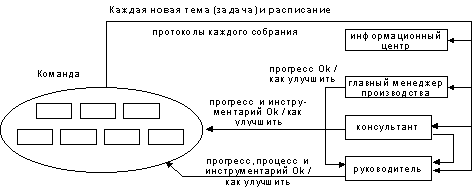 Каждая новая тема (задача) и расписание
протоколы каждого собрания
информационный
центр
прогресс Ok /
как улучшить
Команда
главный менеджер
производства
прогресс и инстру-
ментарий Ok / как
улучшить
консультант
прогресс, процесс и
инструментарий Ok /
как улучшить
руководитель